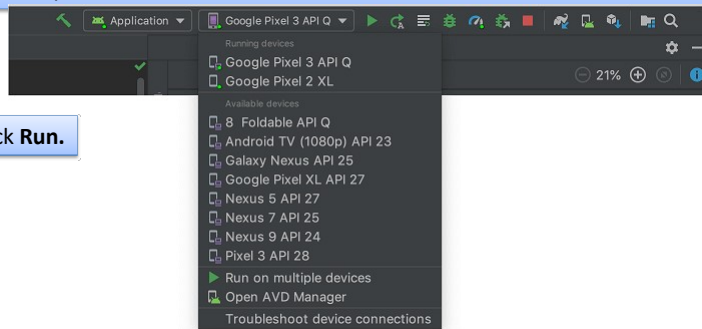 Application Google Pixel 3 API Q
Running devices
Google Pixel 3 API Q
Google Pixel 2 XL
21%
Available devices
8 Foldable API Q
Android TV (1080p) API 23
Galaxy Nexus API 25
Google Pixel XL API 27
Nexus 5 API 27
Nexus 7 API 25
Nexus 9 API 24
Pixel 3 API 28
Run on multiple devices
Open AVD Manager
Troubleshoot device connections
Run.